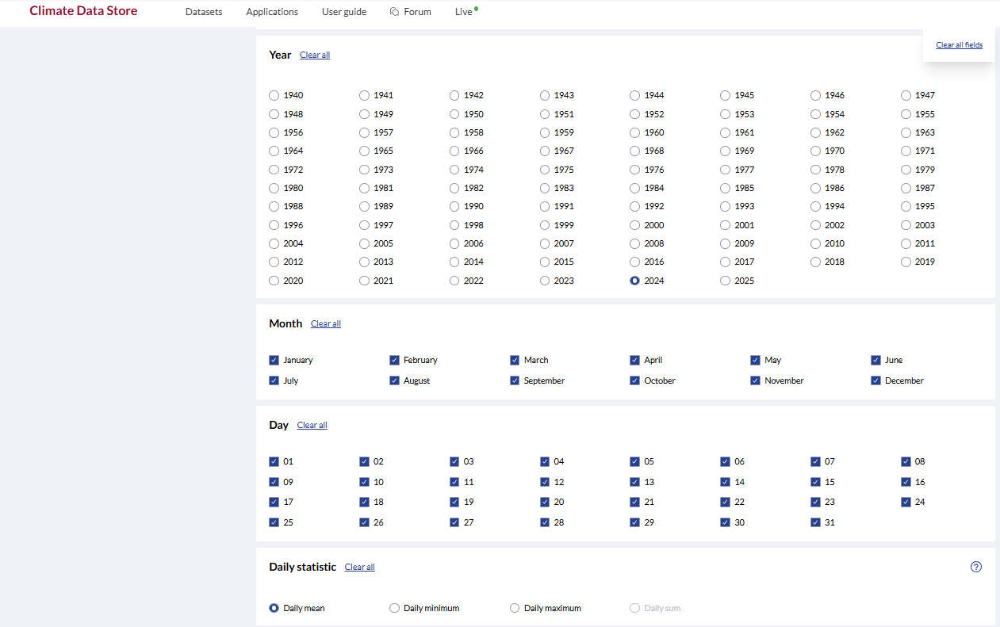 Climate Data Store Datasets Applications User guide Forum Live
Clear all fields
Year Clear all
1940 1941 1942 1943 1944 1945 1946 1947
1948 1949 1950 1951 1952 1953 1954 1955
1956 1957 1958 1959 1960 1961 1962 1963
1964 1965 1966 1967 1968 1969 1970 1971
1972 1973 1974 1975 1976 1977 1978 1979
1980 1981 1982 1983 1984 1985 1986 1987
1988 1989 1990 1991 1992 1993 1994 1995
1996 1997 1998 1999 2000 2001 2002 2003
2004 2005 2006 2007 2008 2009 2010 2011
2012 2013 2014 2015 2016 2017 2018 2019
2020 2021 2022 2023 2024 2025
Month Clear all
January February March April May June
July August September October November December
Day Clear all
01 02 03 04 05 06 07 08
09 10 11 12 13 14 15 16
17 18 19 20 21 22 23 24
25 26 27 28 29 30 31
Daily statistic Clear all ?
Daily mean Daily minimum Daily maximum Daily sum